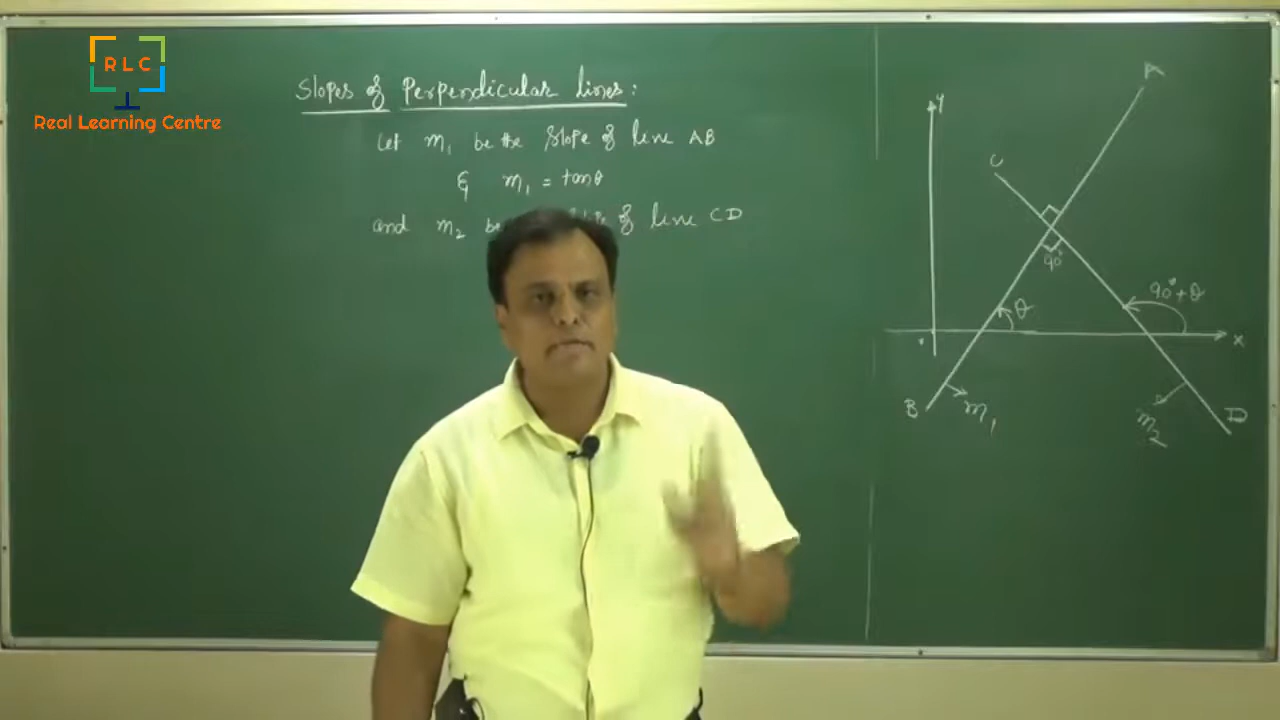 RLC
Real Learning Centre
Slopes of Perpendicular lines:
Let m₁ be the Slope of line AB
& m₁ = tanθ
and m₂ be of line CD
A
y
C
90°
θ
90°+θ
x
B
m₁
m₂
D